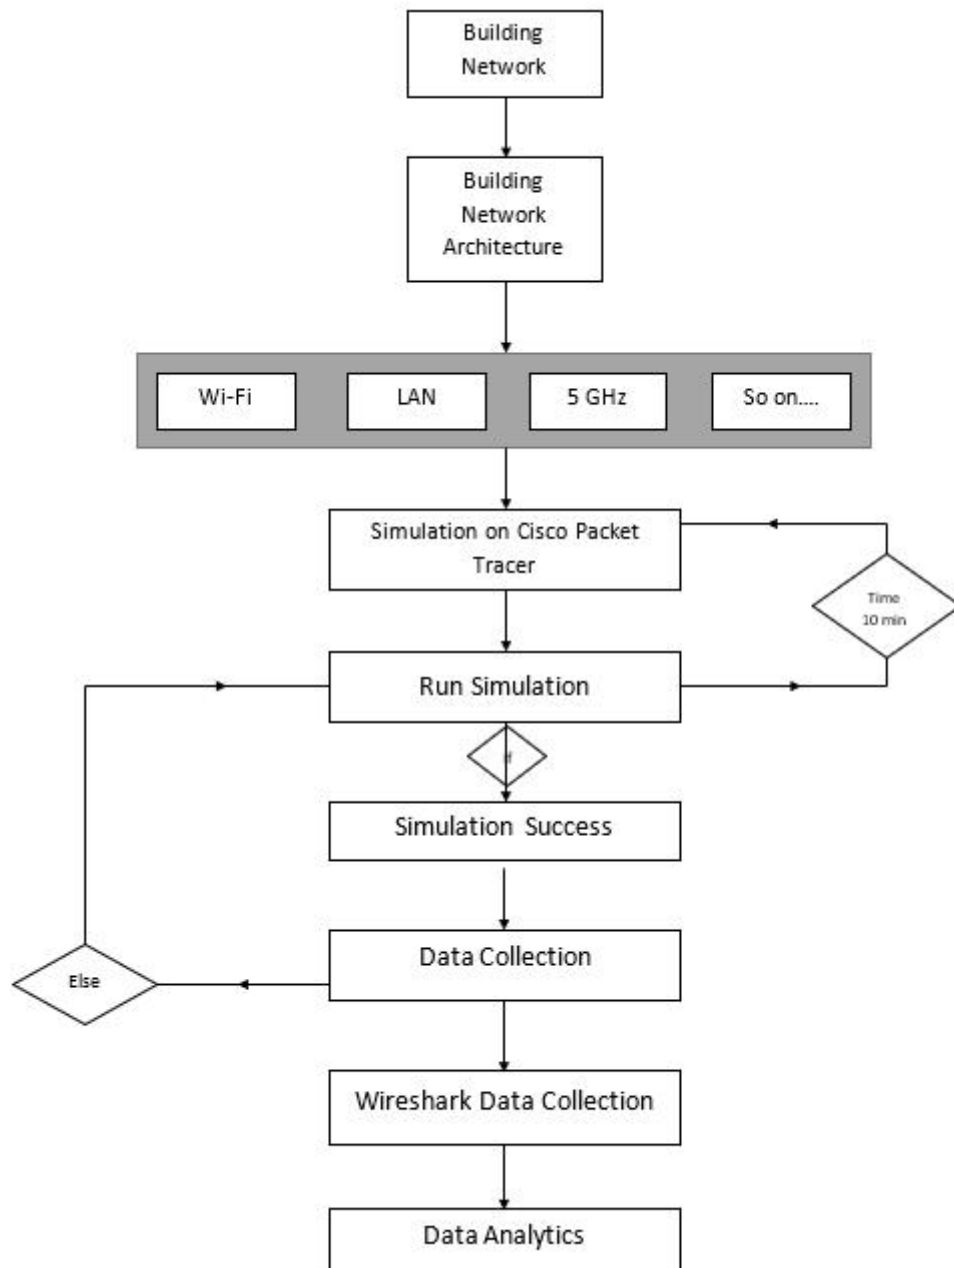 Building
Network
Building
Network
Architecture
Wi-Fi
LAN
5 GHz
So on....
Simulation on Cisco Packet
Tracer
Time
10 min
Run Simulation
If
Simulation Success
Data Collection
Else
Wireshark Data Collection
Data Analytics